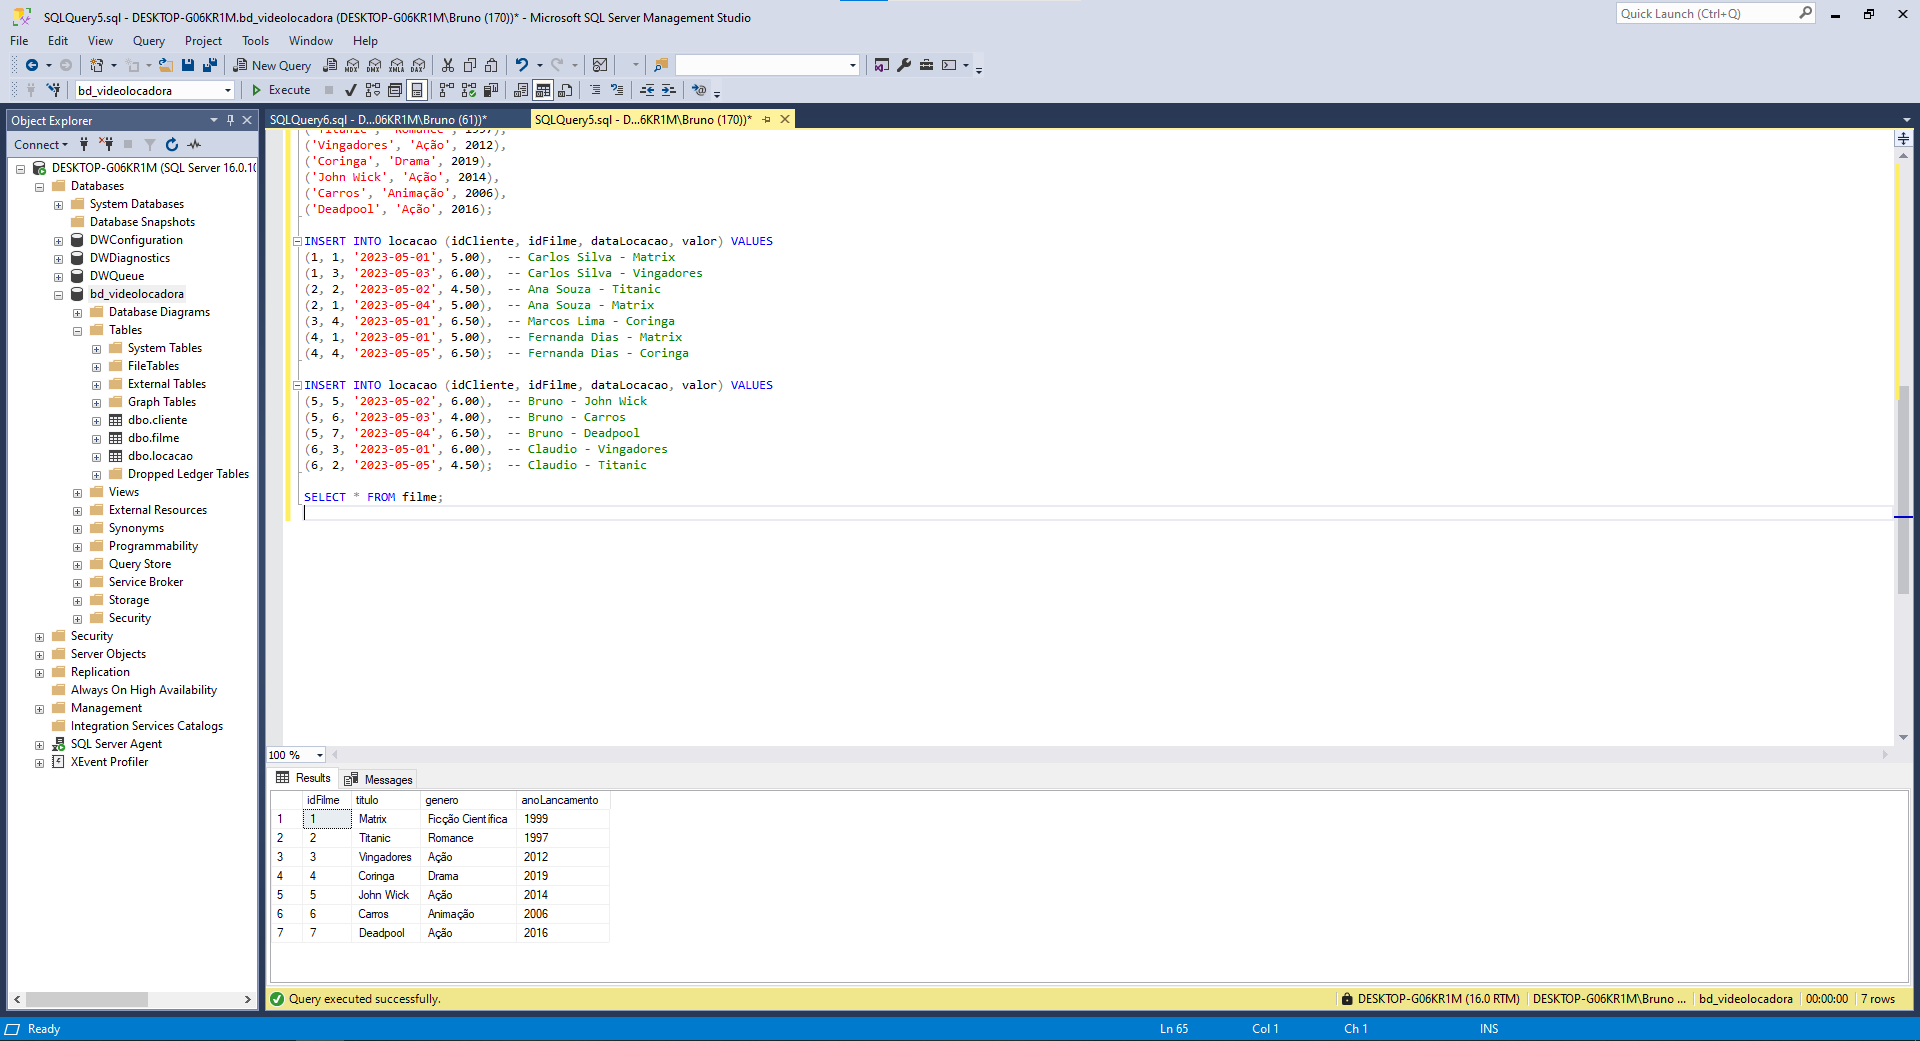 SQLQuery5.sql - DESKTOP-G06KR1M.bd_videolocadora (DESKTOP-G06KR1M\Bruno (170))* - Microsoft SQL Server Management Studio
Quick Launch (Ctrl+Q)
File Edit View Query Project Tools Window Help
New Query MDX DMX XMLA DAX
bd_videolocadora Execute
Object Explorer
Connect
DESKTOP-G06KR1M (SQL Server 16.0.10
Databases
System Databases
Database Snapshots
DWConfiguration
DWDiagnostics
DWQueue
bd_videolocadora
Database Diagrams
Tables
System Tables
FileTables
External Tables
Graph Tables
dbo.cliente
dbo.filme
dbo.locacao
Dropped Ledger Tables
Views
External Resources
Synonyms
Programmability
Query Store
Service Broker
Storage
Security
Security
Server Objects
Replication
Always On High Availability
Management
Integration Services Catalogs
SQL Server Agent
XEvent Profiler
SQLQuery6.sql - D...06KR1M\Bruno (61))* SQLQuery5.sql - D...6KR1M\Bruno (170))*
('Titanic', 'Romance', 1997),
('Vingadores', 'Ação', 2012),
('Coringa', 'Drama', 2019),
('John Wick', 'Ação', 2014),
('Carros', 'Animação', 2006),
('Deadpool', 'Ação', 2016);
INSERT INTO locacao (idCliente, idFilme, dataLocacao, valor) VALUES
(1, 1, '2023-05-01', 5.00), -- Carlos Silva - Matrix
(1, 3, '2023-05-03', 6.00), -- Carlos Silva - Vingadores
(2, 2, '2023-05-02', 4.50), -- Ana Souza - Titanic
(2, 1, '2023-05-04', 5.00), -- Ana Souza - Matrix
(3, 4, '2023-05-01', 6.50), -- Marcos Lima - Coringa
(4, 1, '2023-05-01', 5.00), -- Fernanda Dias - Matrix
(4, 4, '2023-05-05', 6.50); -- Fernanda Dias - Coringa
INSERT INTO locacao (idCliente, idFilme, dataLocacao, valor) VALUES
(5, 5, '2023-05-02', 6.00), -- Bruno - John Wick
(5, 6, '2023-05-03', 4.00), -- Bruno - Carros
(5, 7, '2023-05-04', 6.50), -- Bruno - Deadpool
(6, 3, '2023-05-01', 6.00), -- Claudio - Vingadores
(6, 2, '2023-05-05', 4.50); -- Claudio - Titanic
SELECT * FROM filme;
100 %
Results Messages
idFilme titulo genero anoLancamento
1 1 Matrix Ficção Científica 1999
2 2 Titanic Romance 1997
3 3 Vingadores Ação 2012
4 4 Coringa Drama 2019
5 5 John Wick Ação 2014
6 6 Carros Animação 2006
7 7 Deadpool Ação 2016
Query executed successfully. DESKTOP-G06KR1M (16.0 RTM) DESKTOP-G06KR1M\Bruno ... bd_videolocadora 00:00:00 7 rows
Ready Ln 65 Col 1 Ch 1 INS